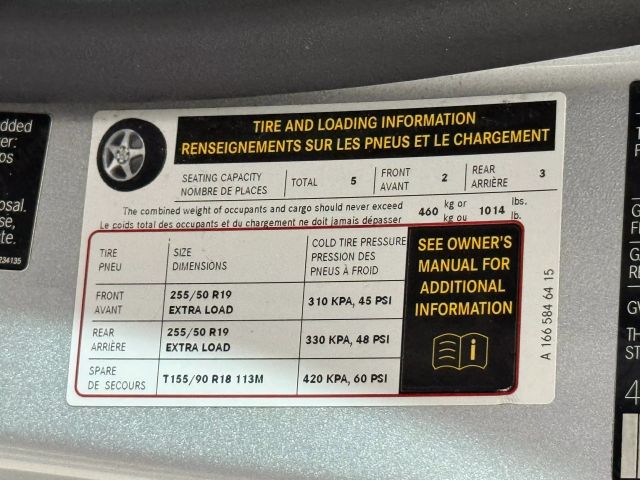 TIRE AND LOADING INFORMATION
RENSEIGNEMENTS SUR LES PNEUS ET LE CHARGEMENT
SEATING CAPACITY
NOMBRE DE PLACES
TOTAL 5
FRONT
AVANT
2
REAR
ARRIÈRE
3
The combined weight of occupants and cargo should never exceed
Le poids total des occupants et du chargement ne doit jamais dépasser
460
kg or
kg ou
1014
lbs.
lb.
TIRE
PNEU
SIZE
DIMENSIONS
COLD TIRE PRESSURE
PRESSION DES
PNEUS À FROID
FRONT
AVANT
255/50 R19
EXTRA LOAD
310 KPA, 45 PSI
REAR
ARRIÈRE
255/50 R19
EXTRA LOAD
330 KPA, 48 PSI
SPARE
DE SECOURS
T155/90 R18 113M
420 KPA, 60 PSI
SEE OWNER'S
MANUAL FOR
ADDITIONAL
INFORMATION
i
A 166 584 64 15
dded
er:
os
osal.
se,
te.
234135